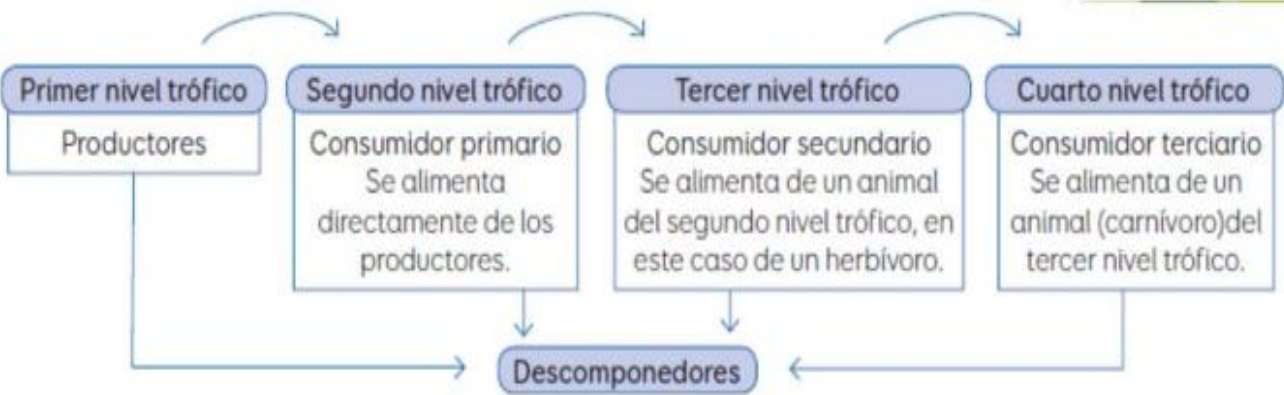 Primer nivel trófico
Productores
Segundo nivel trófico
Consumidor primario
Se alimenta
directamente de los
productores.
Tercer nivel trófico
Consumidor secundario
Se alimenta de un animal
del segundo nivel trófico, en
este caso de un herbívoro.
Cuarto nivel trófico
Consumidor terciario
Se alimenta de un
animal (carnívoro)del
tercer nivel trófico.
Descomponedores